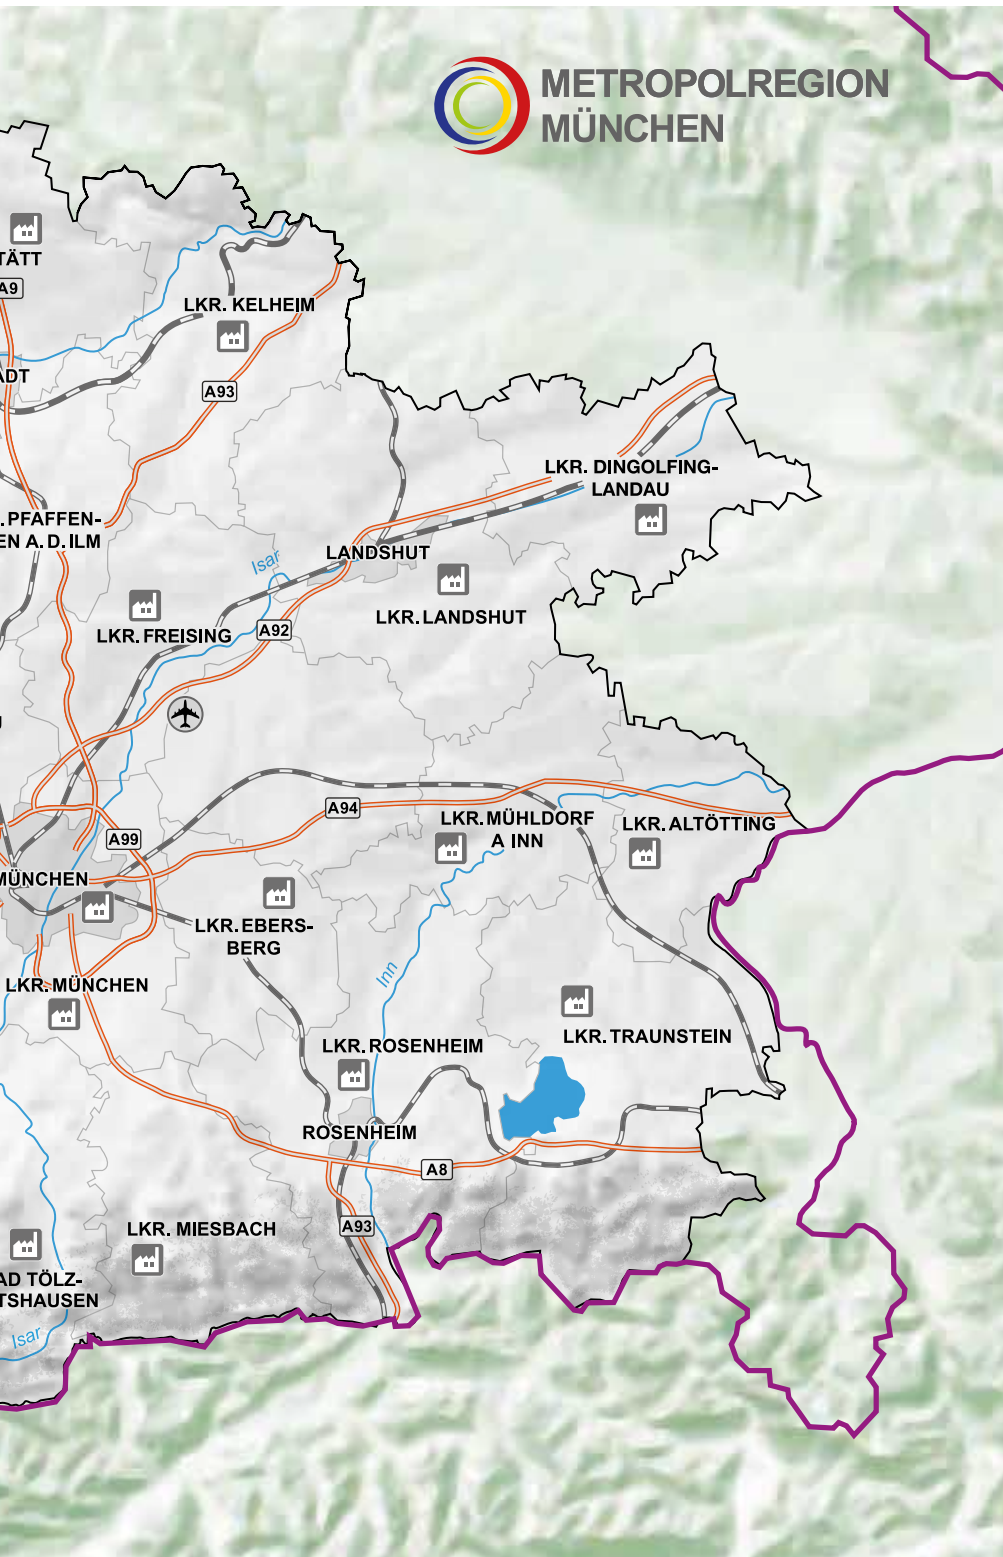 METROPOLREGION
MÜNCHEN
TÄTT
A9
LKR. KELHEIM
ADT
A93
LKR. DINGOLFING-
LANDAU
. PFAFFEN-
EN A.D.ILM
LANDSHUT
Isar
LKR. LANDSHUT
LKR. FREISING
A92
A94
LKR. MÜHLDORF
A INN
LKR. ALTÖTTING
A99
MÜNCHEN
LKR. EBERS-
BERG
Inn
LKR. MÜNCHEN
LKR. TRAUNSTEIN
LKR. ROSENHEIM
ROSENHEIM
A8
A93
LKR. MIESBACH
AD TÖLZ-
TSHAUSEN
Isar